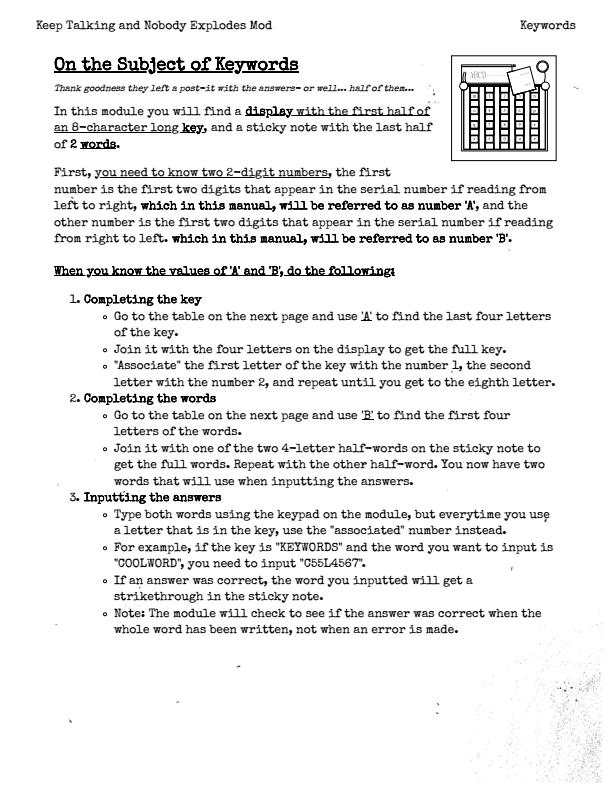 Keep Talking and Nobody Explodes Mod Keywords
On the Subject of Keywords
Thank goodness they left a post-it with the answers- or well... half of them...
ABCD
In this module you will find a display with the first half of
an 8-character long key, and a sticky note with the last half
of 2 words.
First, you need to know two 2-digit numbers, the first
number is the first two digits that appear in the serial number if reading from
left to right, which in this manual, will be referred to as number 'A', and the
other number is the first two digits that appear in the serial number if reading
from right to left. which in this manual, will be referred to as number 'B'.
When you know the values of 'A' and 'B', do the following:
1. Completing the key
∘ Go to the table on the next page and use 'A' to find the last four letters
of the key.
∘ Join it with the four letters on the display to get the full key.
∘ "Associate" the first letter of the key with the number 1, the second
letter with the number 2, and repeat until you get to the eighth letter.
2. Completing the words
∘ Go to the table on the next page and use 'B' to find the first four
letters of the words.
∘ Join it with one of the two 4-letter half-words on the sticky note to
get the full words. Repeat with the other half-word. You now have two
words that will use when inputting the answers.
3. Inputting the answers
∘ Type both words using the keypad on the module, but everytime you use
a letter that is in the key, use the "associated" number instead.
∘ For example, if the key is "KEYWORDS" and the word you want to input is
"COOLWORD", you need to input "C55L4567".
∘ If an answer was correct, the word you inputted will get a
strikethrough in the sticky note.
∘ Note: The module will check to see if the answer was correct when the
whole word has been written, not when an error is made.